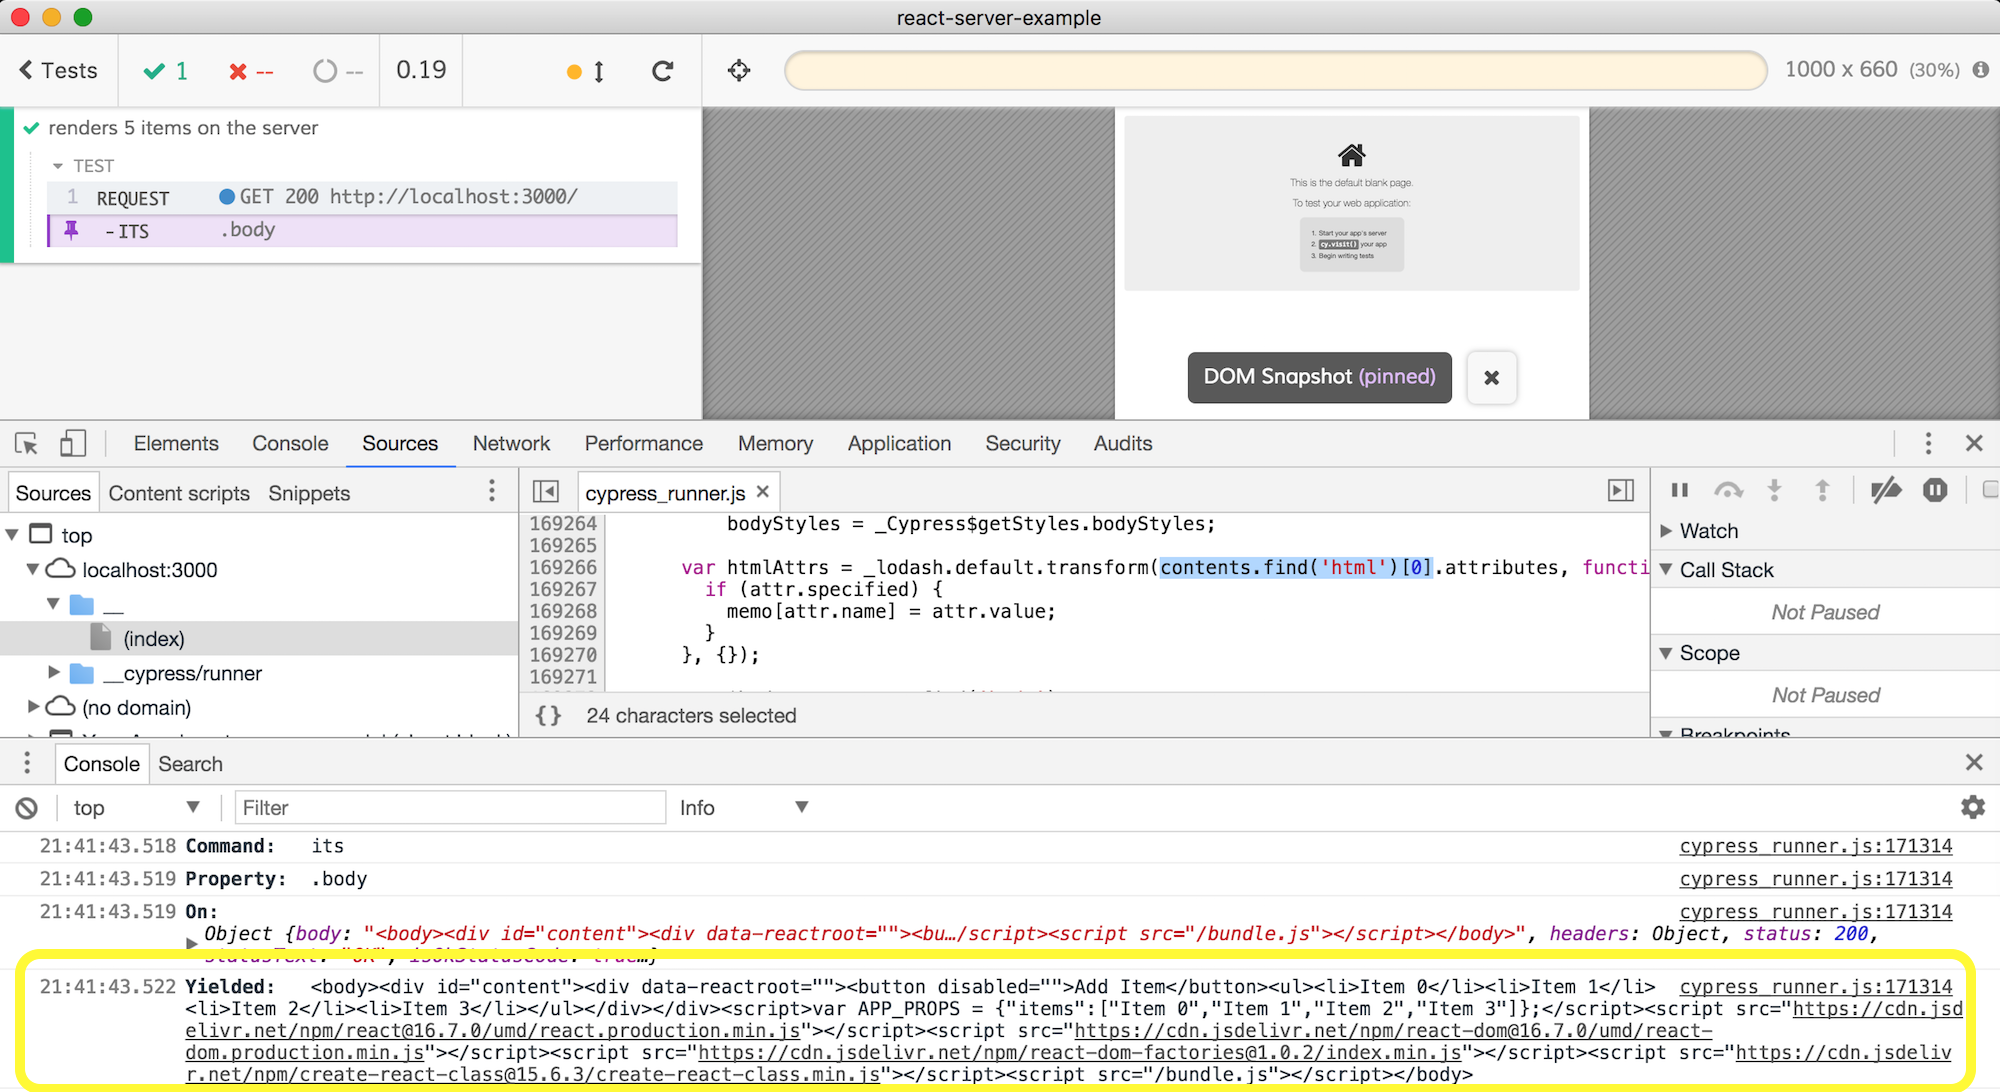 react-server-example
Tests 1 -- -- 0.19 1000 x 660 (30%)
renders 5 items on the server
TEST
1 REQUEST GET 200 http://localhost:3000/
- ITS .body
This is the default blank page.
To test your web application:
1. Start your app's server
2. cy.visit() your app
3. Begin writing tests
DOM Snapshot (pinned)
Elements Console Sources Network Performance Memory Application Security Audits
Sources Content scripts Snippets
top
localhost:3000
__
(index)
__cypress/runner
(no domain)
cypress_runner.js
169264 bodyStyles = _Cypress$getStyles.bodyStyles;
169265
169266 var htmlAttrs = _lodash.default.transform(contents.find('html')[0].attributes, functi
169267 if (attr.specified) {
169268 memo[attr.name] = attr.value;
169269 }
169270 }, {});
169271
{} 24 characters selected
Watch
Call Stack
Not Paused
Scope
Not Paused
Breakpoints
Console Search
top Filter Info
21:41:43.518 Command: its cypress_runner.js:171314
21:41:43.519 Property: .body cypress_runner.js:171314
21:41:43.519 On: cypress_runner.js:171314
Object {body: "<body><div id="content"><div data-reactroot=""><bu…/script><script src="/bundle.js"></script></body>", headers: Object, status: 200,
21:41:43.522 Yielded: <body><div id="content"><div data-reactroot=""><button disabled="">Add Item</button><ul><li>Item 0</li><li>Item 1</li> cypress_runner.js:171314
<li>Item 2</li><li>Item 3</li></ul></div></div><script>var APP_PROPS = {"items":["Item 0","Item 1","Item 2","Item 3"]};</script><script src="https://cdn.jsd
elivr.net/npm/react@16.7.0/umd/react.production.min.js"></script><script src="https://cdn.jsdelivr.net/npm/react-dom@16.7.0/umd/react-
dom.production.min.js"></script><script src="https://cdn.jsdelivr.net/npm/react-dom-factories@1.0.2/index.min.js"></script><script src="https://cdn.jsdeliv
r.net/npm/create-react-class@15.6.3/create-react-class.min.js"></script><script src="/bundle.js"></script></body>